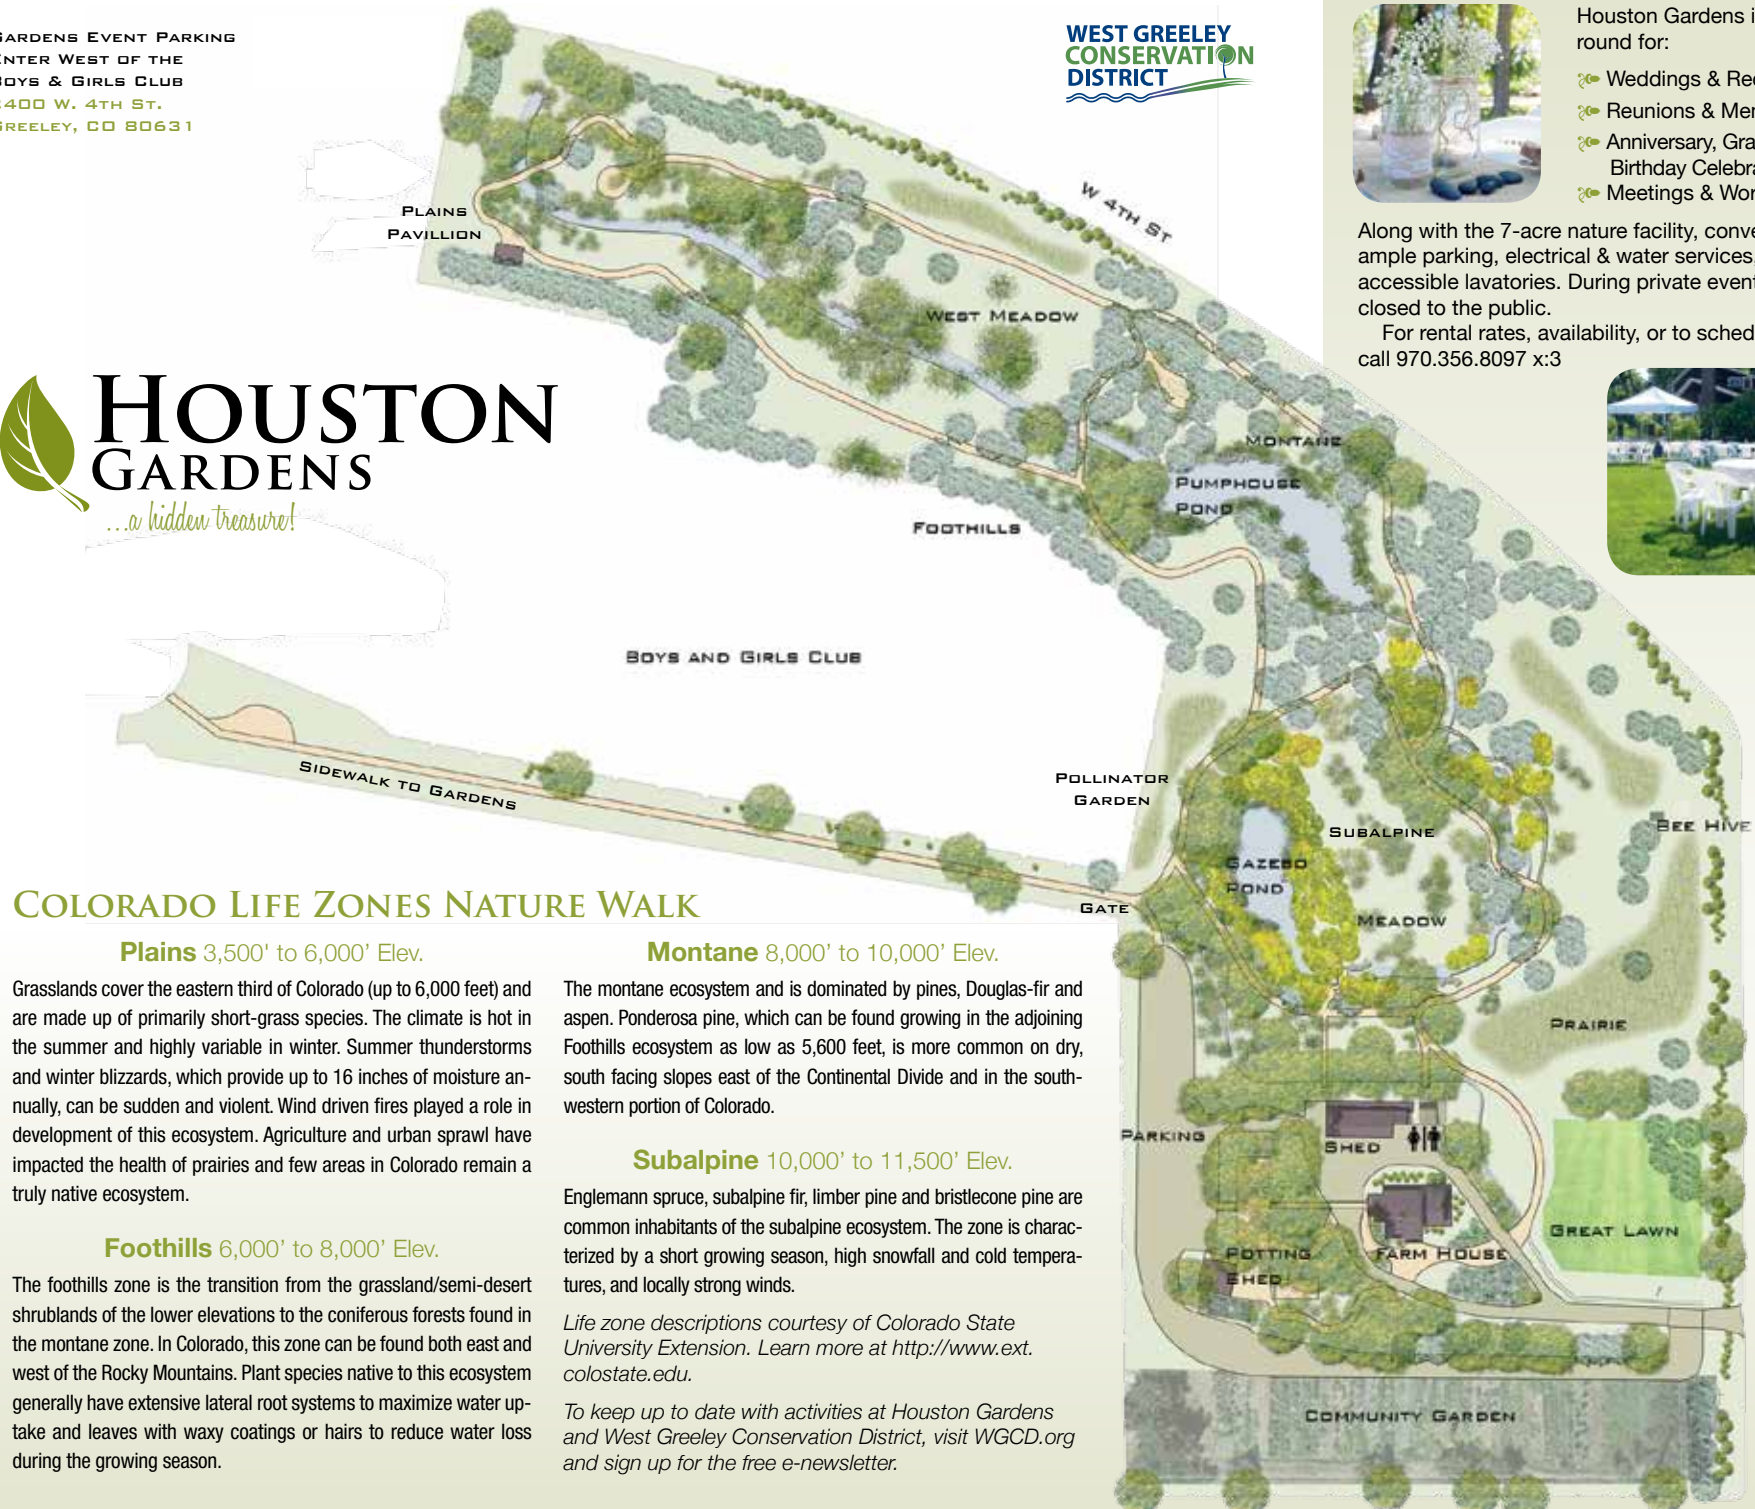 GARDENS EVENT PARKING
ENTER WEST OF THE
BOYS & GIRLS CLUB
2400 W. 4TH ST.
GREELEY, CO 80631
WEST GREELEY
CONSERVATION
DISTRICT
Houston Gardens i
round for:
Weddings & Re
Reunions & Me
Anniversary, Gra
Birthday Celebra
Meetings & Wor
Along with the 7-acre nature facility, conve
ample parking, electrical & water services,
accessible lavatories. During private event
closed to the public.
For rental rates, availability, or to sched
call 970.356.8097 x:3
W 4TH ST
PLAINS
PAVILLION
WEST MEADOW
HOUSTON
GARDENS
...a hidden treasure!
MONTANE
PUMPHOUSE
POND
FOOTHILLS
BOYS AND GIRLS CLUB
SIDEWALK TO GARDENS
POLLINATOR
GARDEN
SUBALPINE
BEE HIVE
GAZEBO
POND
GATE
MEADOW
PRAIRIE
PARKING
SHED
GREAT LAWN
POTTING
SHED
FARM HOUSE
COMMUNITY GARDEN
COLORADO LIFE ZONES NATURE WALK
Plains 3,500' to 6,000’ Elev.
Grasslands cover the eastern third of Colorado (up to 6,000 feet) and
are made up of primarily short-grass species. The climate is hot in
the summer and highly variable in winter. Summer thunderstorms
and winter blizzards, which provide up to 16 inches of moisture an-
nually, can be sudden and violent. Wind driven fires played a role in
development of this ecosystem. Agriculture and urban sprawl have
impacted the health of prairies and few areas in Colorado remain a
truly native ecosystem.
Foothills 6,000’ to 8,000’ Elev.
The foothills zone is the transition from the grassland/semi-desert
shrublands of the lower elevations to the coniferous forests found in
the montane zone. In Colorado, this zone can be found both east and
west of the Rocky Mountains. Plant species native to this ecosystem
generally have extensive lateral root systems to maximize water up-
take and leaves with waxy coatings or hairs to reduce water loss
during the growing season.
Montane 8,000’ to 10,000’ Elev.
The montane ecosystem and is dominated by pines, Douglas-fir and
aspen. Ponderosa pine, which can be found growing in the adjoining
Foothills ecosystem as low as 5,600 feet, is more common on dry,
south facing slopes east of the Continental Divide and in the south-
western portion of Colorado.
Subalpine 10,000’ to 11,500’ Elev.
Englemann spruce, subalpine fir, limber pine and bristlecone pine are
common inhabitants of the subalpine ecosystem. The zone is charac-
terized by a short growing season, high snowfall and cold tempera-
tures, and locally strong winds.
Life zone descriptions courtesy of Colorado State
University Extension. Learn more at http://www.ext.
colostate.edu.
To keep up to date with activities at Houston Gardens
and West Greeley Conservation District, visit WGCD.org
and sign up for the free e-newsletter.